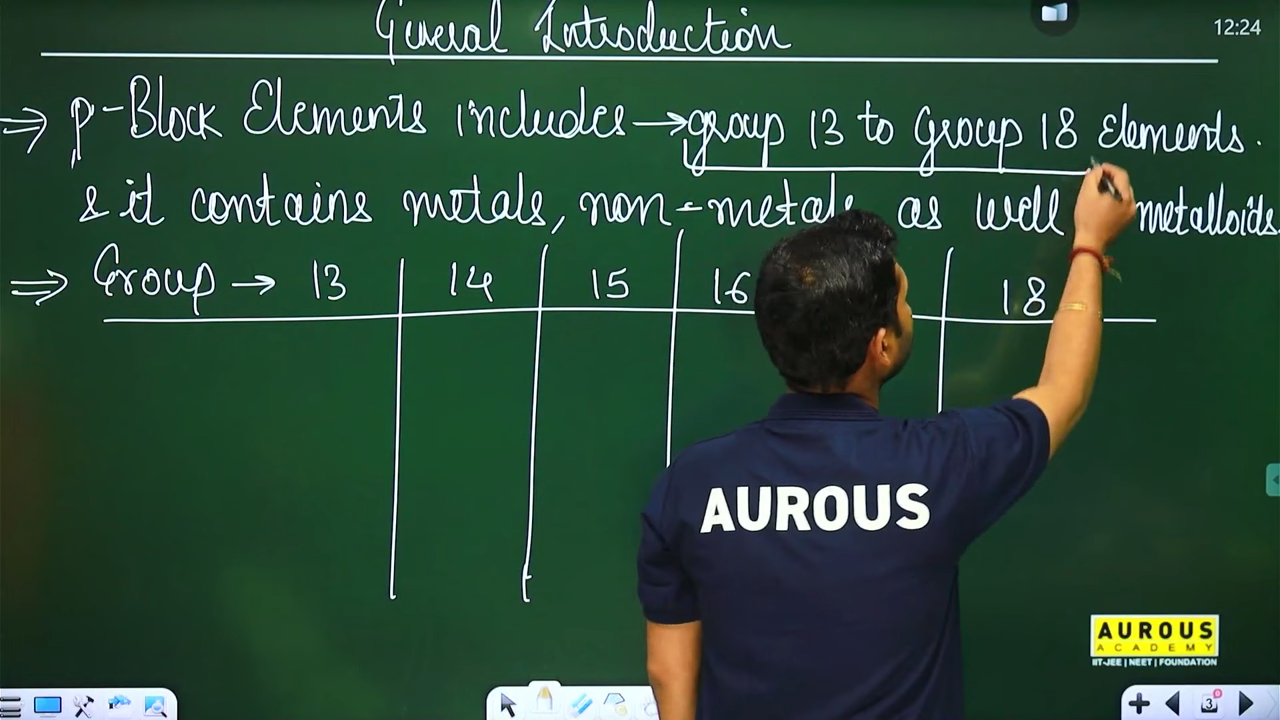 General Introduction
12:24
⇒ p-Block Elements includes → group 13 to Group 18 Elements.
& it contains metals, non-metals as well metalloids
⇒ Group → 13 14 15 16 18
AUROUS
AUROUS
ACADEMY
IIT-JEE | NEET | FOUNDATION
3